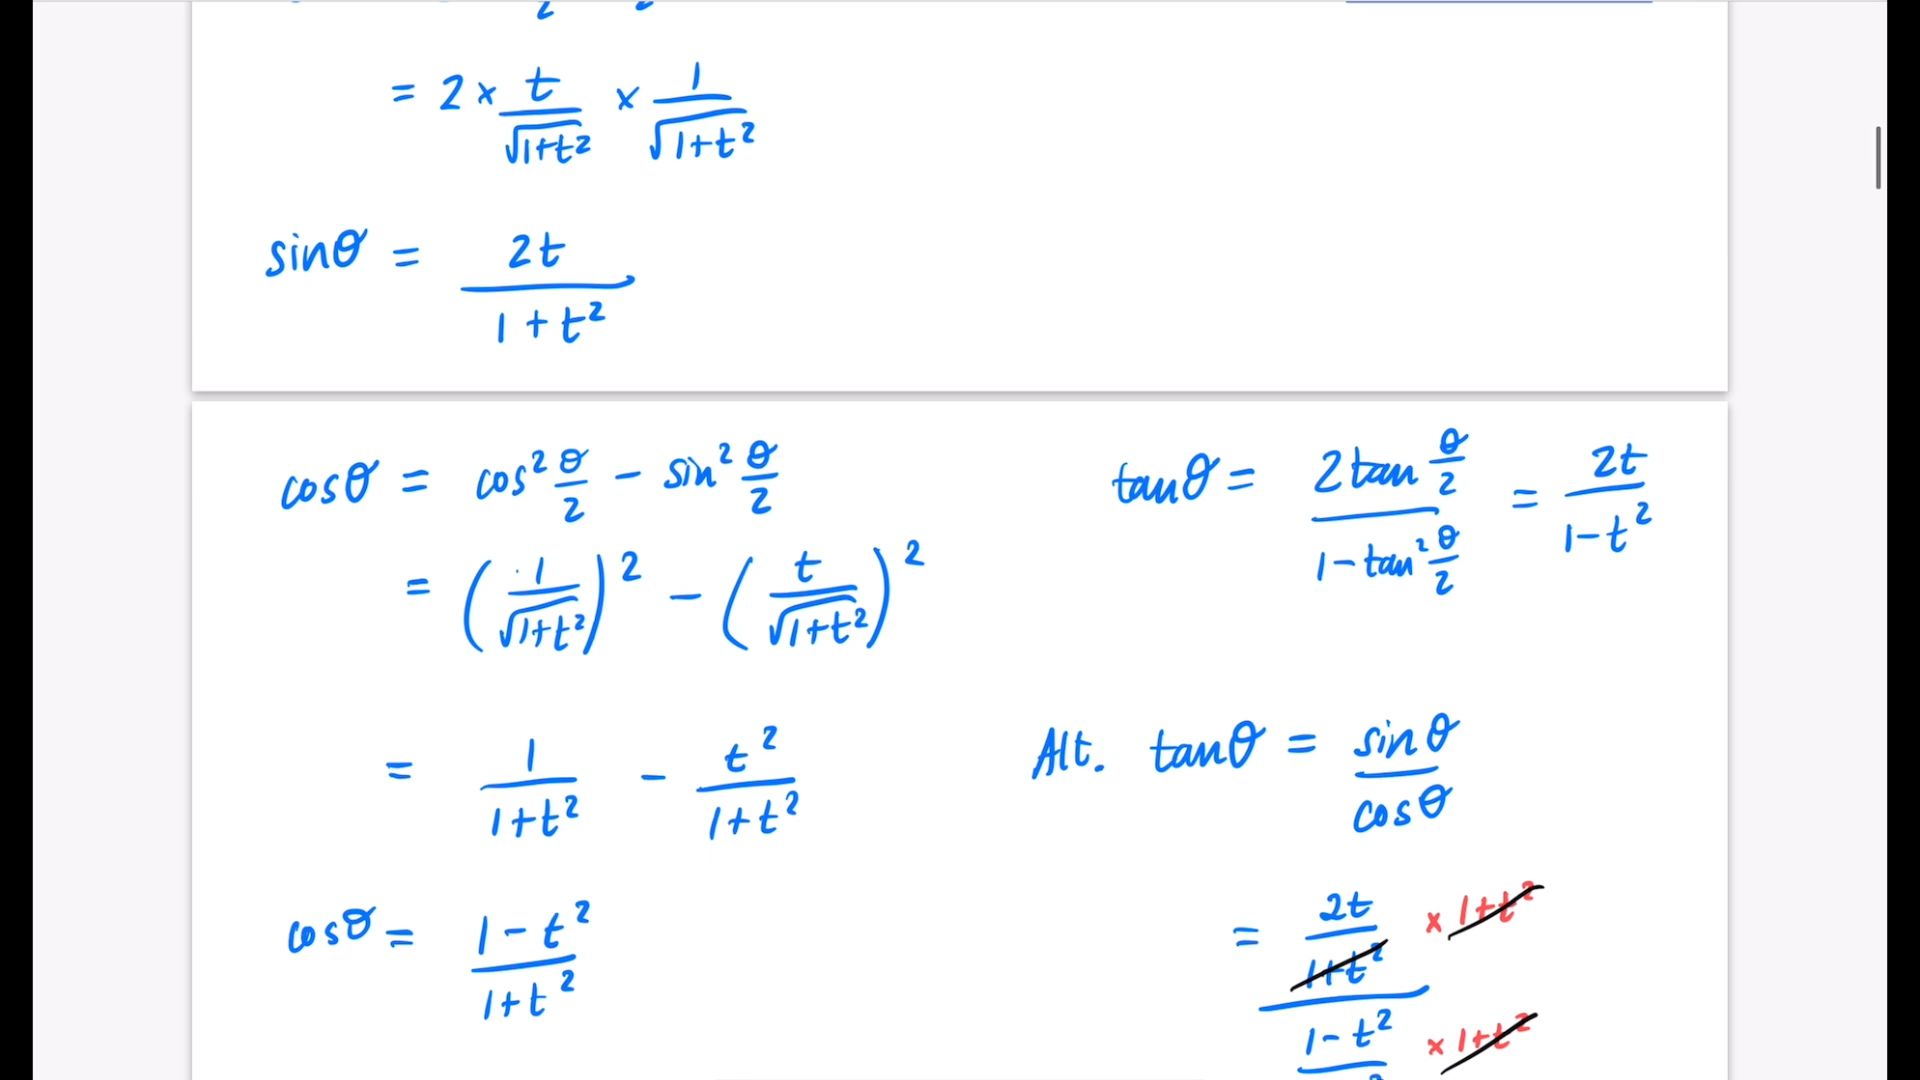 = 2 × t/√(1+t²) × 1/√(1+t²)
sinθ = 2t/(1+t²)
cosθ = cos² θ/2 − sin² θ/2
= (1/√(1+t²))² − (t/√(1+t²))²
= 1/(1+t²) − t²/(1+t²)
cosθ = (1−t²)/(1+t²)
tanθ = 2tan θ/2 / (1−tan² θ/2) = 2t/(1−t²)
Alt. tanθ = sinθ/cosθ
= 2t/(1+t²) × 1+t²
1−t² × 1+t²